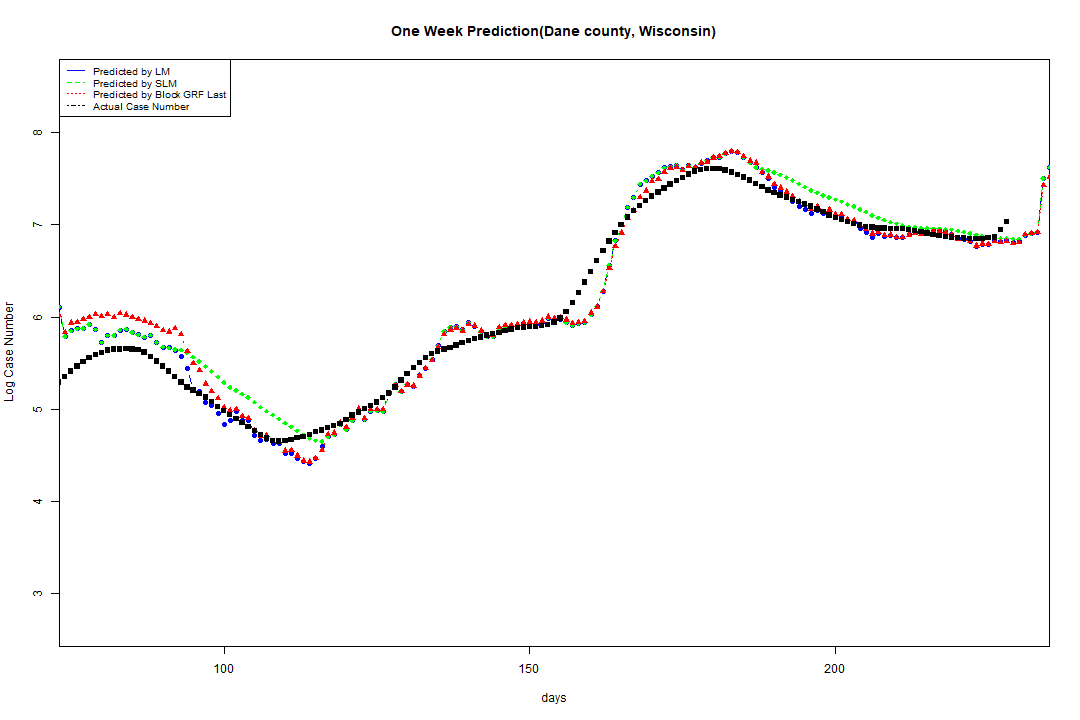 One Week Prediction(Dane county, Wisconsin)
Predicted by LM
Predicted by SLM
Predicted by Block GRF Last
Actual Case Number
8
7
6
5
4
3
Log Case Number
100 150 200
days